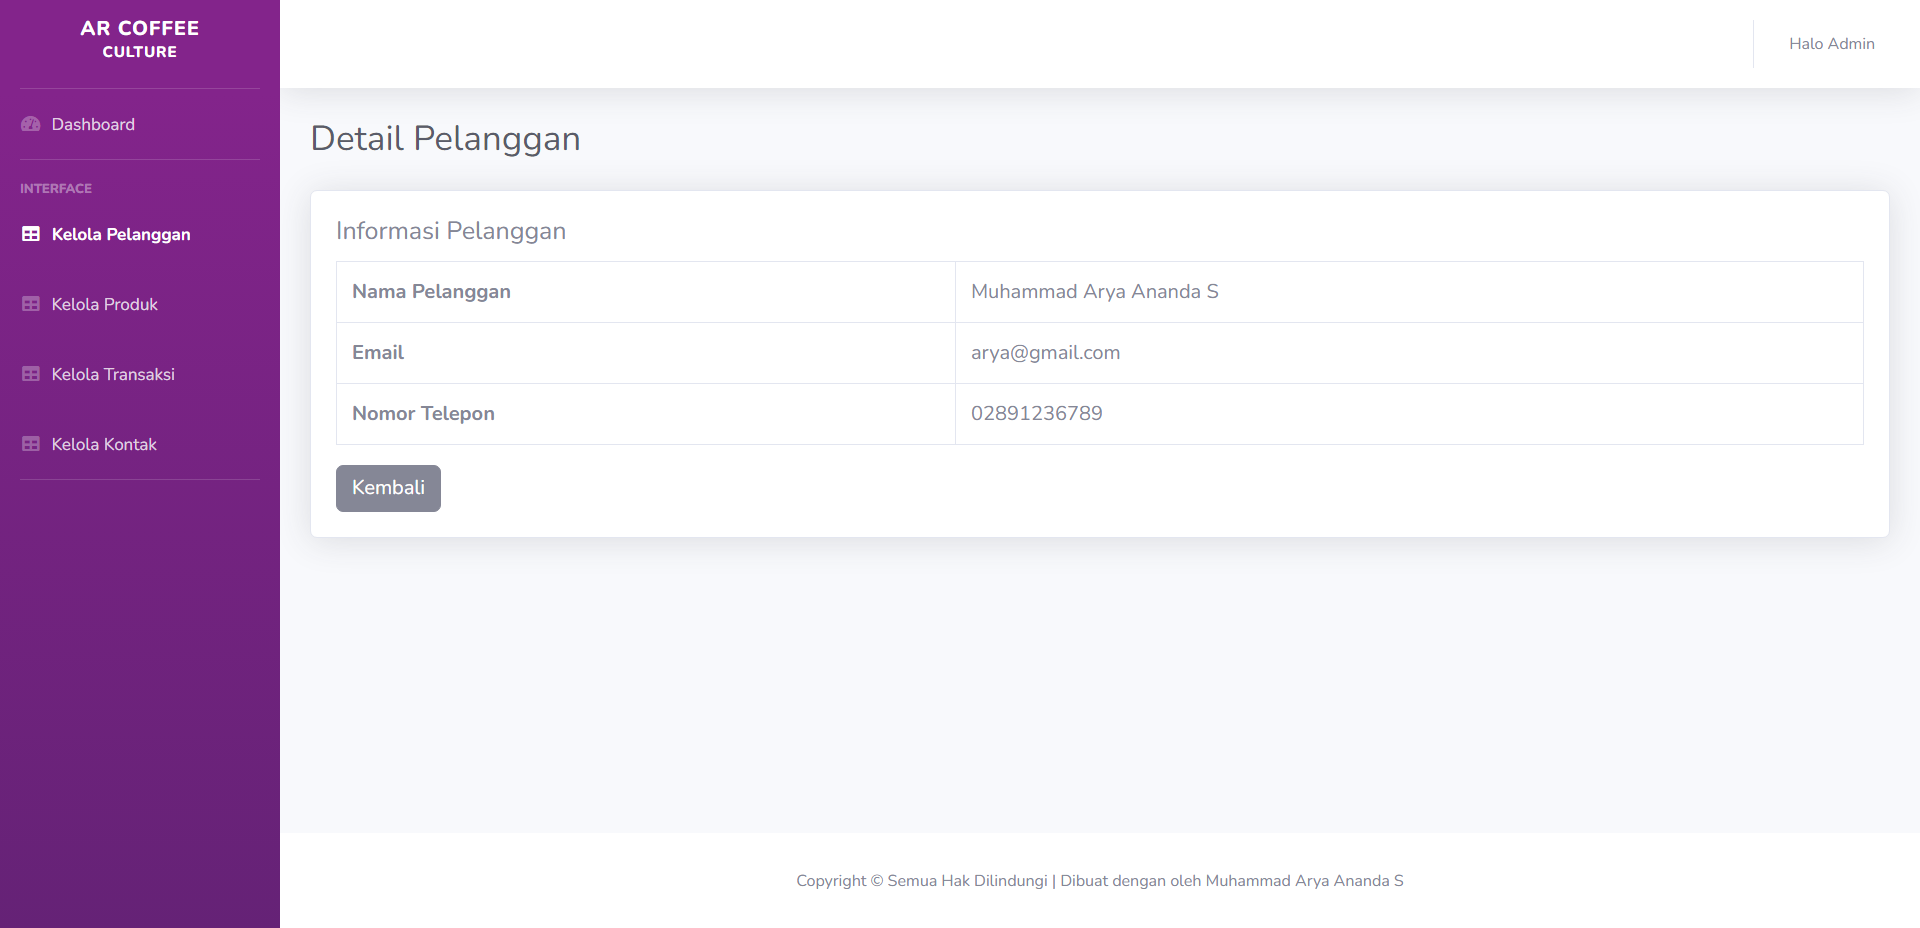 AR COFFEE
CULTURE
Halo Admin
Dashboard
INTERFACE
Kelola Pelanggan
Kelola Produk
Kelola Transaksi
Kelola Kontak
Detail Pelanggan
Informasi Pelanggan
Nama Pelanggan Muhammad Arya Ananda S
Email arya@gmail.com
Nomor Telepon 02891236789
Kembali
Copyright © Semua Hak Dilindungi | Dibuat dengan oleh Muhammad Arya Ananda S